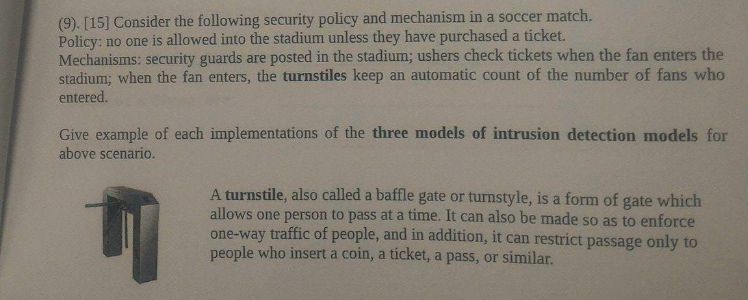 (9). [15] Consider the following security policy and mechanism in a soccer match.
Policy: no one is allowed into the stadium unless they have purchased a ticket.
Mechanisms: security guards are posted in the stadium; ushers check tickets when the fan enters the
stadium; when the fan enters, the turnstiles keep an automatic count of the number of fans who
entered.
Give example of each implementations of the three models of intrusion detection models for
above scenario.
A turnstile, also called a baffle gate or turnstyle, is a form of gate which
allows one person to pass at a time. It can also be made so as to enforce
one-way traffic of people, and in addition, it can restrict passage only to
people who insert a coin, a ticket, a pass, or similar.